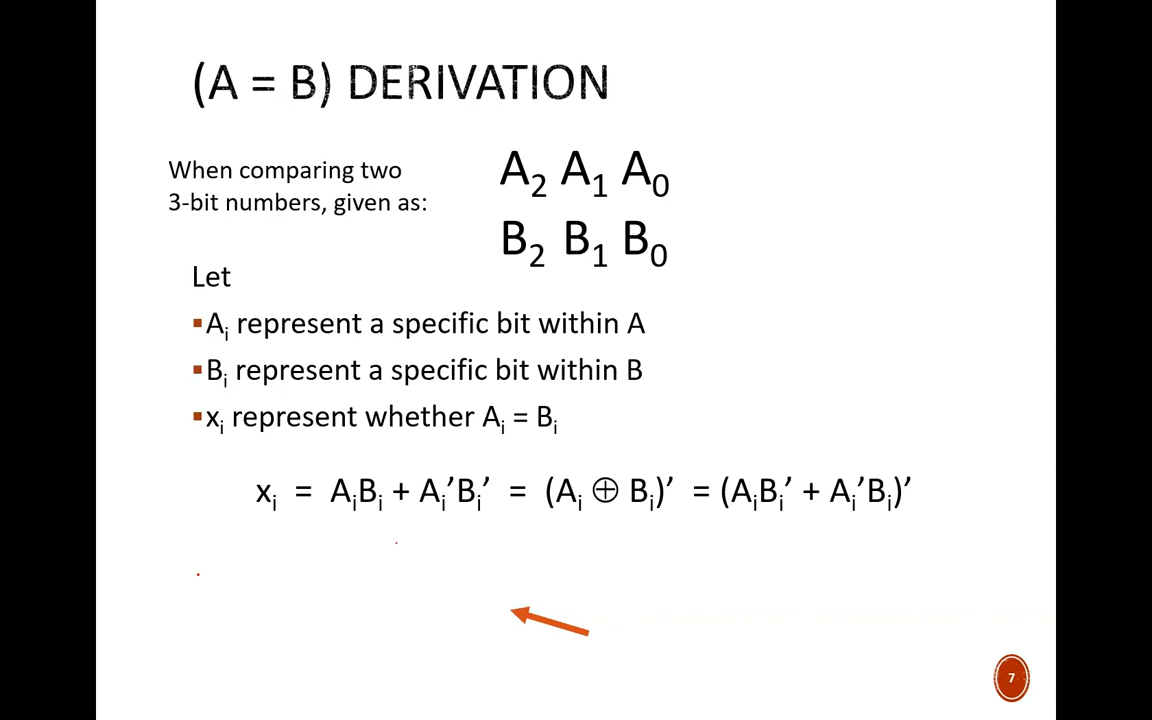 (A = B) DERIVATION
When comparing two
3-bit numbers, given as:
A₂ A₁ A₀
B₂ B₁ B₀
Let
▪Aᵢ represent a specific bit within A
▪Bᵢ represent a specific bit within B
▪xᵢ represent whether Aᵢ = Bᵢ
xᵢ = AᵢBᵢ + Aᵢ’Bᵢ’ = (Aᵢ ⊕ Bᵢ)’ = (AᵢBᵢ’ + Aᵢ’Bᵢ)’
7